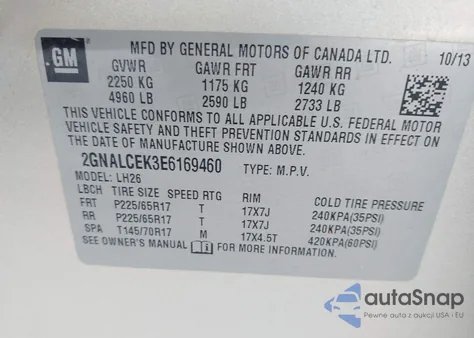 GM
MFD BY GENERAL MOTORS OF CANADA LTD. 10/13
GVWR GAWR FRT GAWR RR
2250 KG 1175 KG 1240 KG
4960 LB 2590 LB 2733 LB
THIS VEHICLE CONFORMS TO ALL APPLICABLE U.S. FEDERAL MOTOR
VEHICLE SAFETY AND THEFT PREVENTION STANDARDS IN EFFECT ON
THE DATE OF MANUFACTURE SHOWN ABOVE.
2GNALCEK3E6169460 TYPE: M.P.V.
MODEL: LH26
LBCH TIRE SIZE SPEED RTG RIM COLD TIRE PRESSURE
FRT P225/65R17 T 17X7J 240KPA(35PSI)
RR P225/65R17 T 17X7J 240KPA(35PSI)
SPA T145/70R17 M 17X4.5T 420KPA(60PSI)
SEE OWNER'S MANUAL FOR MORE INFORMATION
autoSnap
Pewne auta z aukcji USA i EU